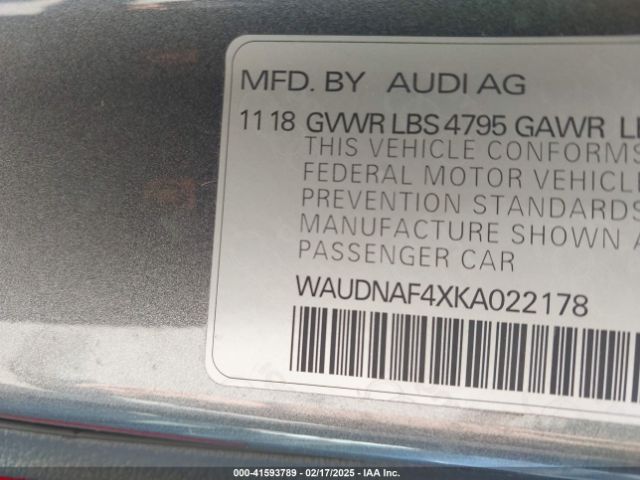 MFD. BY AUDI AG
11 18 GVWR LBS 4795 GAWR
THIS VEHICLE CONFORMS
FEDERAL MOTOR VEHICLE
PREVENTION STANDARDS
MANUFACTURE SHOWN A
PASSENGER CAR
WAUDNAF4XKA022178
000-41593789 - 02/17/2025 - IAA Inc.